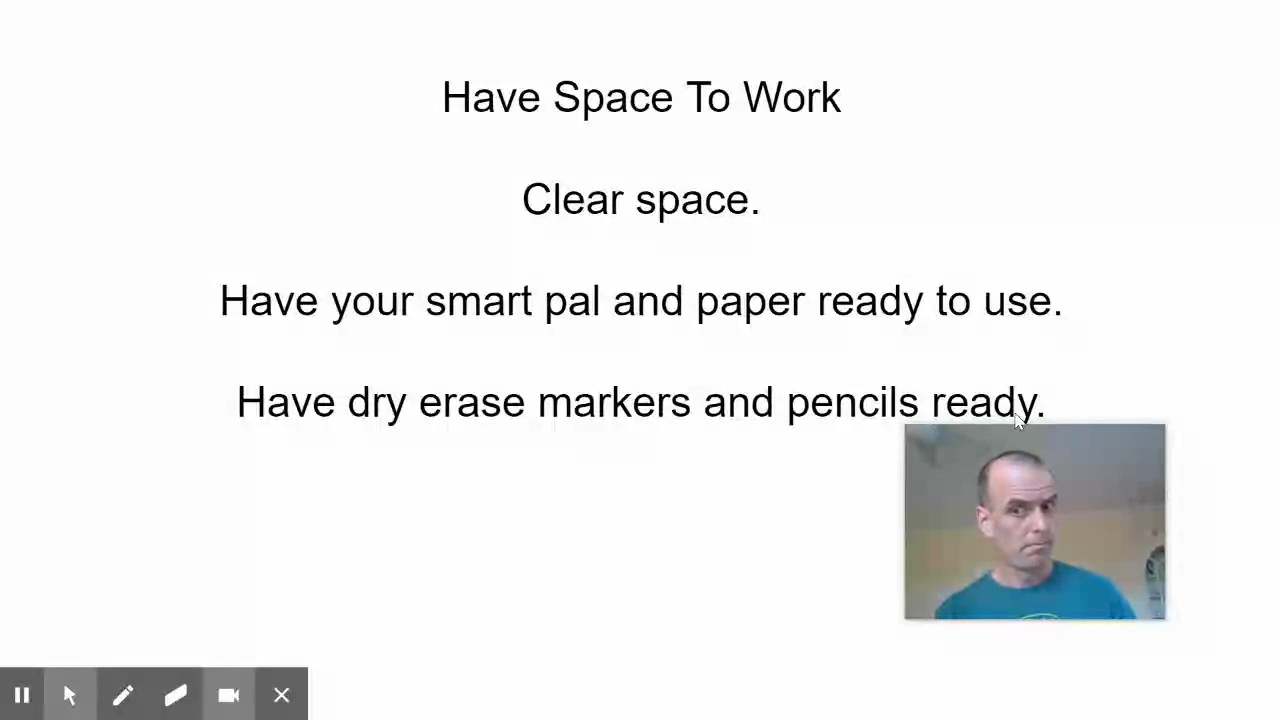 Have Space To Work
Clear space.
Have your smart pal and paper ready to use.
Have dry erase markers and pencils ready.